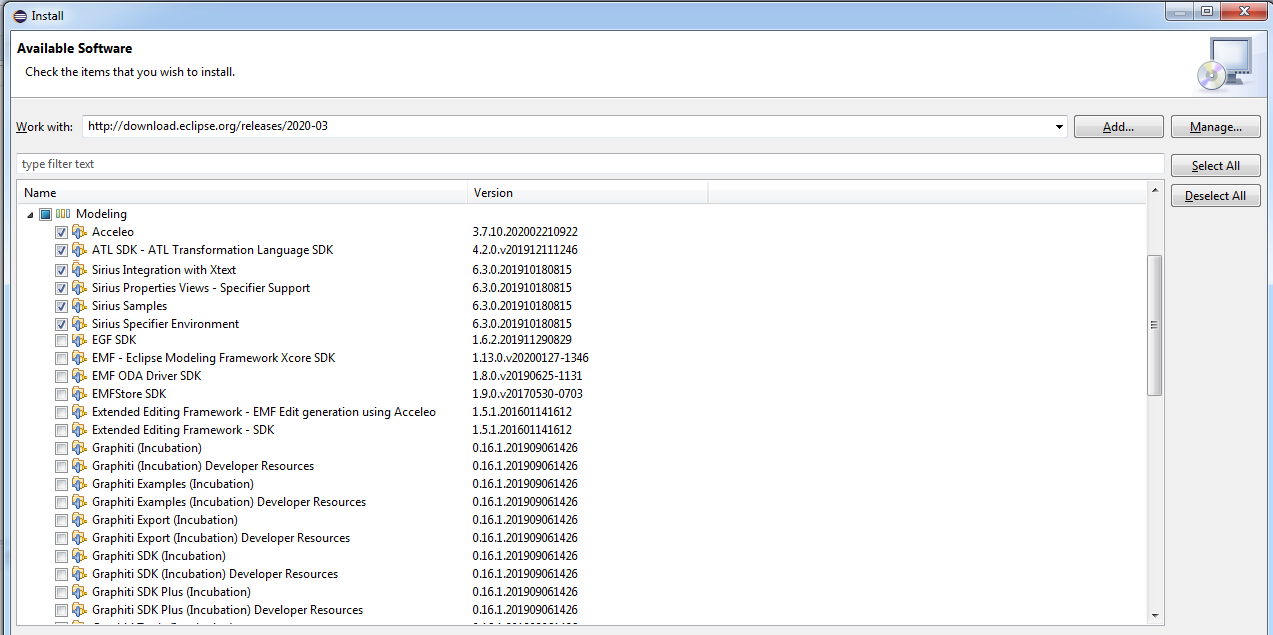 Install
Available Software
Check the items that you wish to install.
Work with: http://download.eclipse.org/releases/2020-03 Add... Manage...
type filter text Select All
Name Version Deselect All
Modeling
Acceleo 3.7.10.202002210922
ATL SDK - ATL Transformation Language SDK 4.2.0.v201912111246
Sirius Integration with Xtext 6.3.0.201910180815
Sirius Properties Views - Specifier Support 6.3.0.201910180815
Sirius Samples 6.3.0.201910180815
Sirius Specifier Environment 6.3.0.201910180815
EGF SDK 1.6.2.201911290829
EMF - Eclipse Modeling Framework Xcore SDK 1.13.0.v20200127-1346
EMF ODA Driver SDK 1.8.0.v20190625-1131
EMFStore SDK 1.9.0.v20170530-0703
Extended Editing Framework - EMF Edit generation using Acceleo 1.5.1.201601141612
Extended Editing Framework - SDK 1.5.1.201601141612
Graphiti (Incubation) 0.16.1.201909061426
Graphiti (Incubation) Developer Resources 0.16.1.201909061426
Graphiti Examples (Incubation) 0.16.1.201909061426
Graphiti Examples (Incubation) Developer Resources 0.16.1.201909061426
Graphiti Export (Incubation) 0.16.1.201909061426
Graphiti Export (Incubation) Developer Resources 0.16.1.201909061426
Graphiti SDK (Incubation) 0.16.1.201909061426
Graphiti SDK (Incubation) Developer Resources 0.16.1.201909061426
Graphiti SDK Plus (Incubation) 0.16.1.201909061426
Graphiti SDK Plus (Incubation) Developer Resources 0.16.1.201909061426